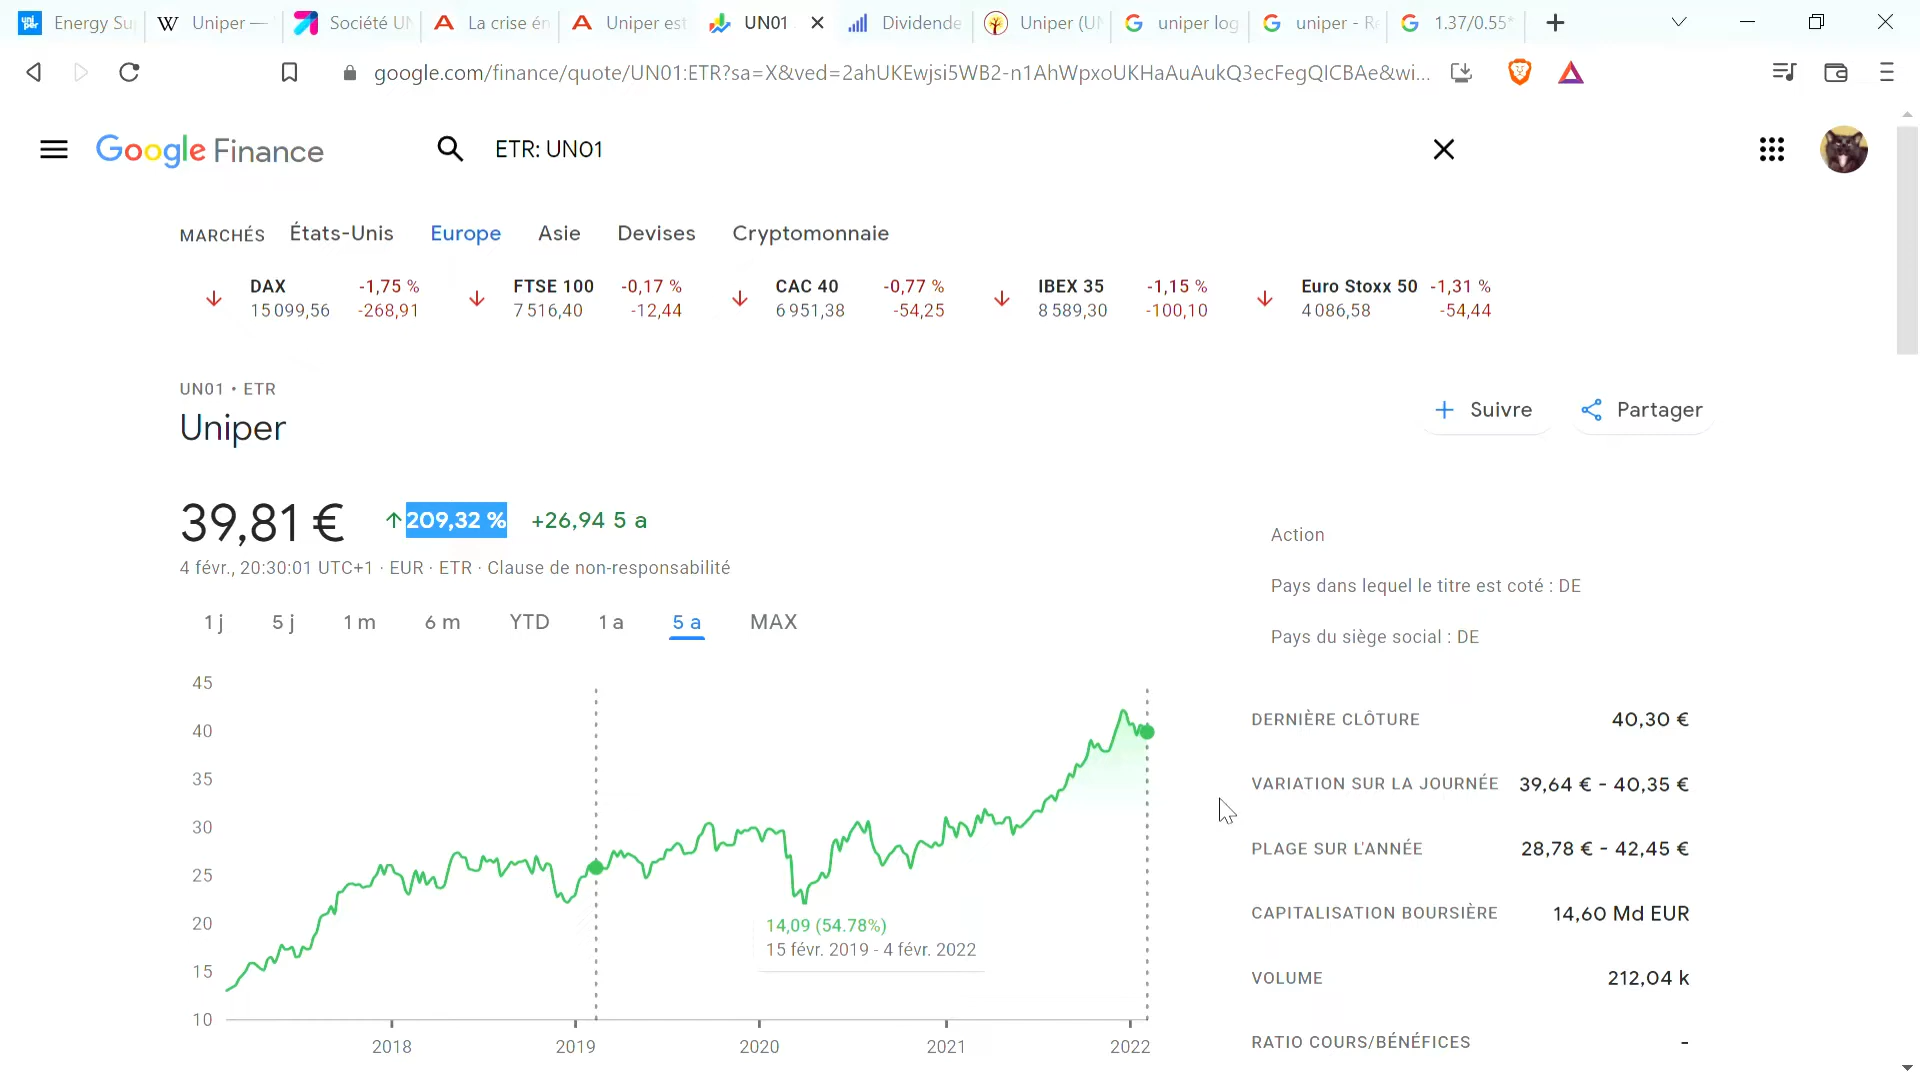 Energy Su
Uniper —
Société UN
La crise én
Uniper est
UN01
Dividende
Uniper (UN
uniper log
uniper - Re
1.37/0.55*
google.com/finance/quote/UN01:ETR?sa=X&ved=2ahUKEwjsi5WB2-n1AhWpxoUKHaAuAukQ3ecFegQICBAe&wi...
Google Finance
ETR: UN01
MARCHÉS États-Unis Europe Asie Devises Cryptomonnaie
DAX -1,75 % FTSE 100 -0,17 % CAC 40 -0,77 % IBEX 35 -1,15 % Euro Stoxx 50 -1,31 %
15 099,56 -268,91 7 516,40 -12,44 6 951,38 -54,25 8 589,30 -100,10 4 086,58 -54,44
UN01 • ETR
Uniper
Suivre
Partager
39,81 € 209,32 % +26,94 5 a
4 févr., 20:30:01 UTC+1 · EUR · ETR · Clause de non-responsabilité
1 j 5 j 1 m 6 m YTD 1 a 5 a MAX
45
40
35
30
25
20
15
10
14,09 (54.78%)
15 févr. 2019 - 4 févr. 2022
2018 2019 2020 2021 2022
Action
Pays dans lequel le titre est coté : DE
Pays du siège social : DE
DERNIÈRE CLÔTURE 40,30 €
VARIATION SUR LA JOURNÉE 39,64 € - 40,35 €
PLAGE SUR L'ANNÉE 28,78 € - 42,45 €
CAPITALISATION BOURSIÈRE 14,60 Md EUR
VOLUME 212,04 k
RATIO COURS/BÉNÉFICES -